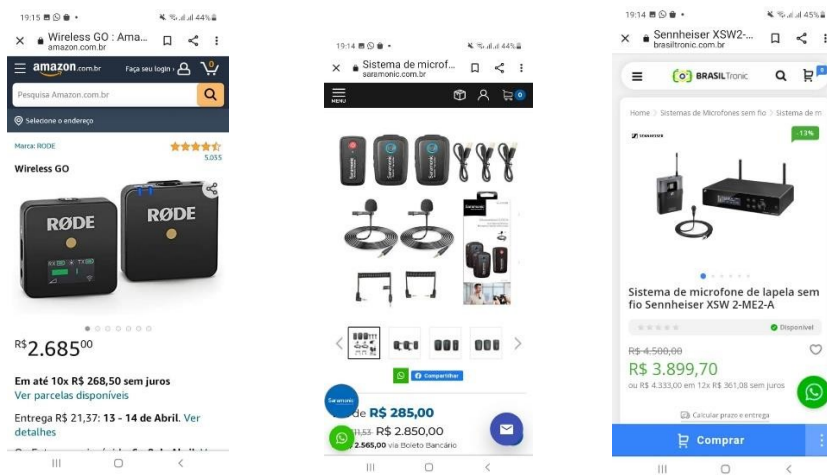 19:15
44%
Wireless GO : Ama...
amazon.com.br
amazon.com.br
Faça seu login ›
0
Pesquisa Amazon.com.br
Selecione o endereço
Marca: RODE
5.035
Wireless GO
RØDE
RØDE
R$2.685⁰⁰
Em até 10x R$ 268,50 sem juros
Ver parcelas disponíveis
Entrega R$ 21,37: 13 - 14 de Abril. Ver
detalhes
19:14
44%
Sistema de microf...
saramonic.com.br
MENU
0
Saramonic
Saramonic
Compartilhar
Saramonic
de R$ 285,00
R$ 2.850,00
2.565,00 via Boleto Bancário
19:14
45%
Sennheiser XSW2-...
brasiltronic.com.br
BRASILTronic
Home > Sistemas de Microfones sem fio > Sistema de m
SENNHEISER
-13%
Sistema de microfone de lapela sem
fio Sennheiser XSW 2-ME2-A
Disponível
R$ 4.500,00
R$ 3.899,70
ou R$ 4.333,00 em 12x R$ 361,08 sem juros
Calcular prazo e entrega
Comprar